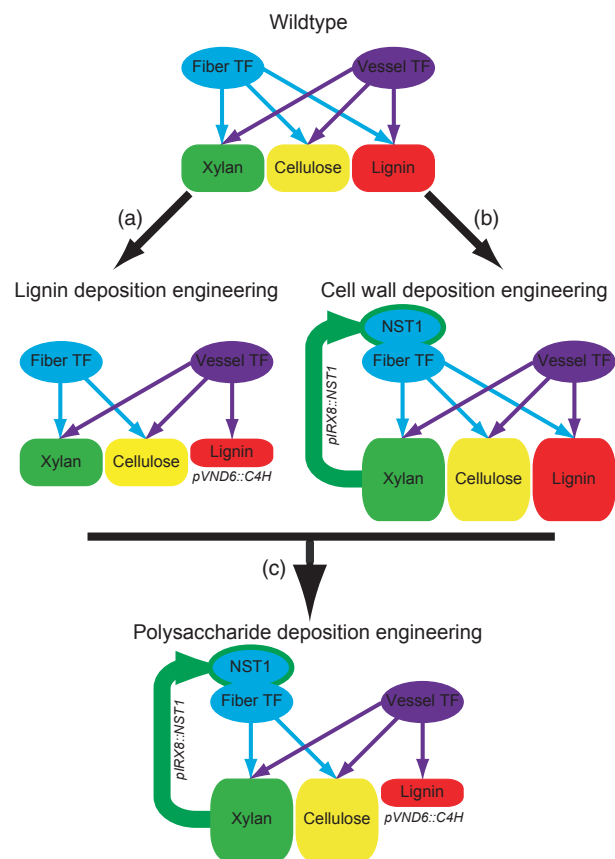 Wildtype
Fiber TF
Vessel TF
Xylan
Cellulose
Lignin
(a)
(b)
Lignin deposition engineering
Cell wall deposition engineering
Fiber TF
Vessel TF
Xylan
Cellulose
Lignin
pVND6::C4H
NST1
Fiber TF
Vessel TF
pIRX8::NST1
Xylan
Cellulose
Lignin
(c)
Polysaccharide deposition engineering
NST1
Fiber TF
Vessel TF
pIRX8::NST1
Xylan
Cellulose
Lignin
pVND6::C4H